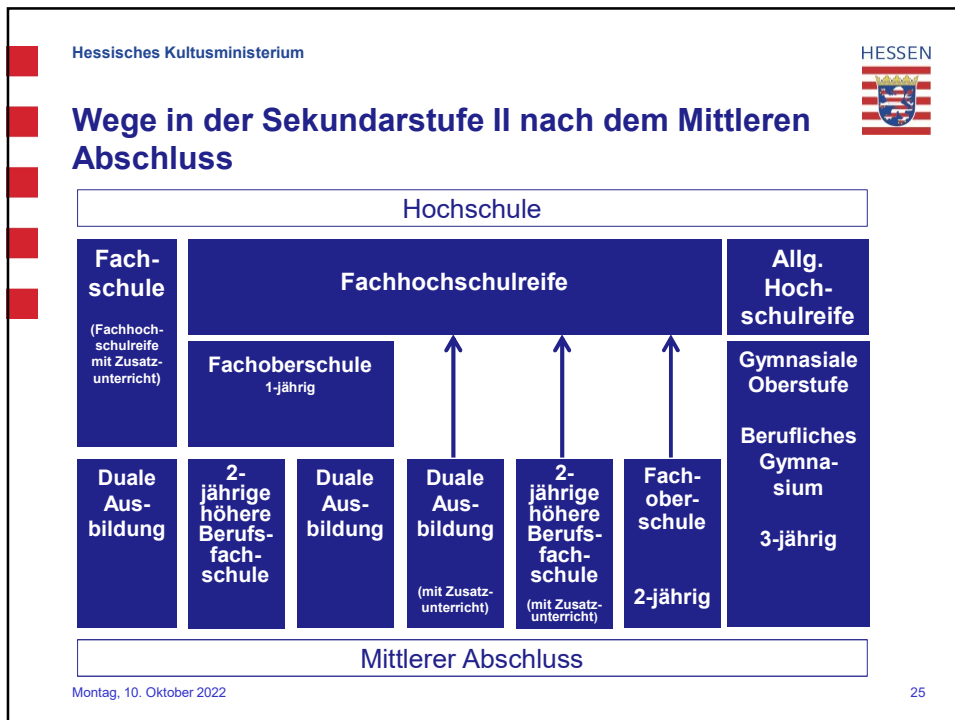 Hessisches Kultusministerium
HESSEN
Wege in der Sekundarstufe II nach dem Mittleren
Abschluss
Hochschule
Fach-
schule
(Fachhoch-
schulreife
mit Zusatz-
unterricht)
Fachhochschulreife
Allg.
Hoch-
schulreife
Fachoberschule
1-jährig
Gymnasiale
Oberstufe
Berufliches
Gymna-
sium
3-jährig
Duale
Aus-
bildung
2-
jährige
höhere
Berufs-
fach-
schule
Duale
Aus-
bildung
Duale
Aus-
bildung
(mit Zusatz-
unterricht)
2-
jährige
höhere
Berufs-
fach-
schule
(mit Zusatz-
unterricht)
Fach-
ober-
schule
2-jährig
Mittlerer Abschluss
Montag, 10. Oktober 2022
25